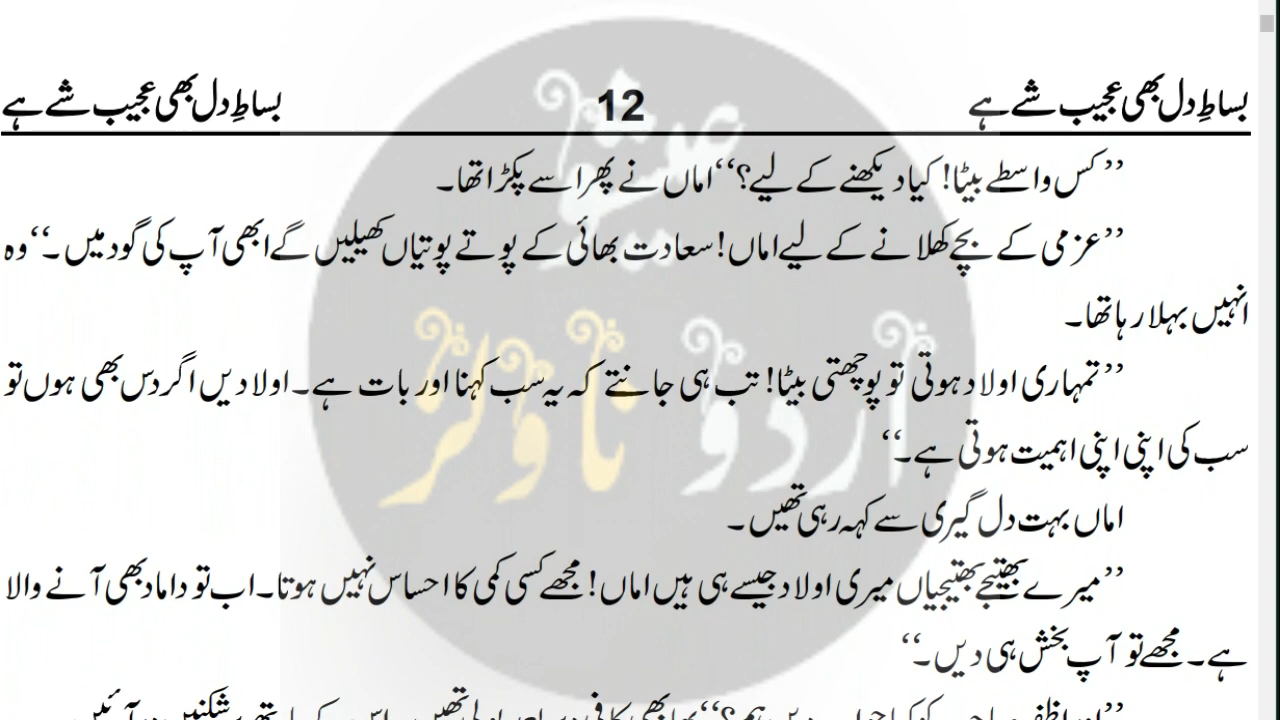 بساطِ دل بھی عجیب شے ہے 12 بساطِ دل بھی عجیب شے ہے
’’کس واسطے بیٹا! کیا دیکھنے کے لیے؟‘‘ اماں نے پھر اسے پکڑا تھا۔
’’عزمی کے بچے کھلانے کے لیے اماں! سعادت بھائی کے پوتے پوتیاں کھیلیں گے ابھی آپ کی گود میں۔‘‘ وہ
انہیں بہلا رہا تھا۔
’’تمہاری اولاد ہوتی تو پوچھتی بیٹا! تب ہی جانتے کہ یہ سب کہنا اور بات ہے۔ اولادیں اگر دس بھی ہوں تو
سب کی اپنی اپنی اہمیت ہوتی ہے۔‘‘
اماں بہت دل گیری سے کہہ رہی تھیں۔
’’میرے بھتیجے بھتیجیاں میری اولاد جیسے ہی ہیں اماں! مجھے کسی کمی کا احساس نہیں ہوتا۔ اب تو داماد بھی آنے والا
ہے۔ مجھے تو آپ بخش ہی دیں۔‘‘
اردو ناولز